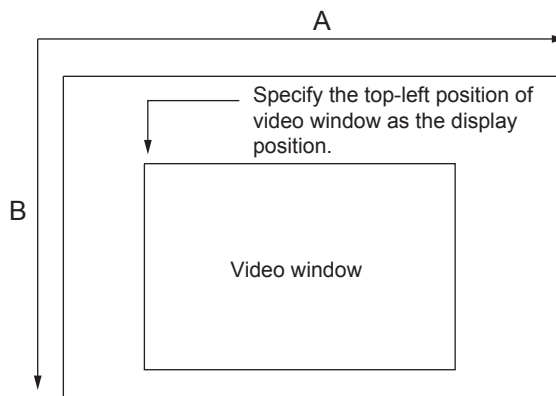 A
Specify the top-left position of
video window as the display
position.
B
Video window